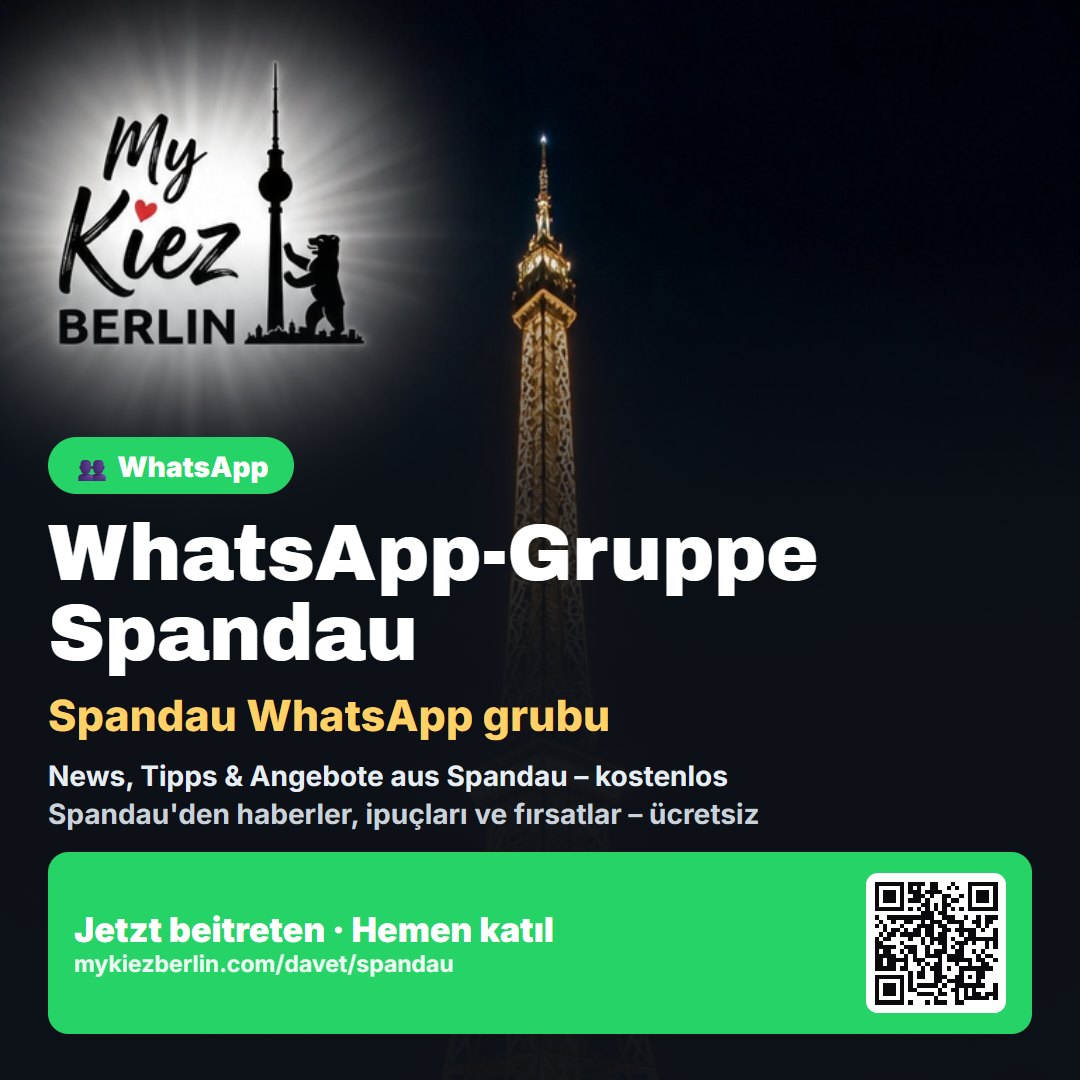 My
Kiez
BERLIN
WhatsApp
WhatsApp-Gruppe
Spandau
Spandau WhatsApp grubu
News, Tipps & Angebote aus Spandau – kostenlos
Spandau'den haberler, ipuçları ve fırsatlar – ücretsiz
Jetzt beitreten · Hemen katıl
mykiezberlin.com/davet/spandau